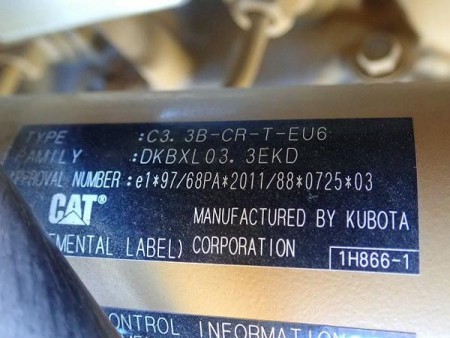 TYPE :C3.3B-CR-T-EU6
FAMILY :DKBXL03.3EKD
APPROVAL NUMBER :e1*97/68PA*2011/88*0725*03
CAT® MANUFACTURED BY KUBOTA
EMENTAL LABEL) CORPORATION 1H866-1
CONTROL INFORMATION